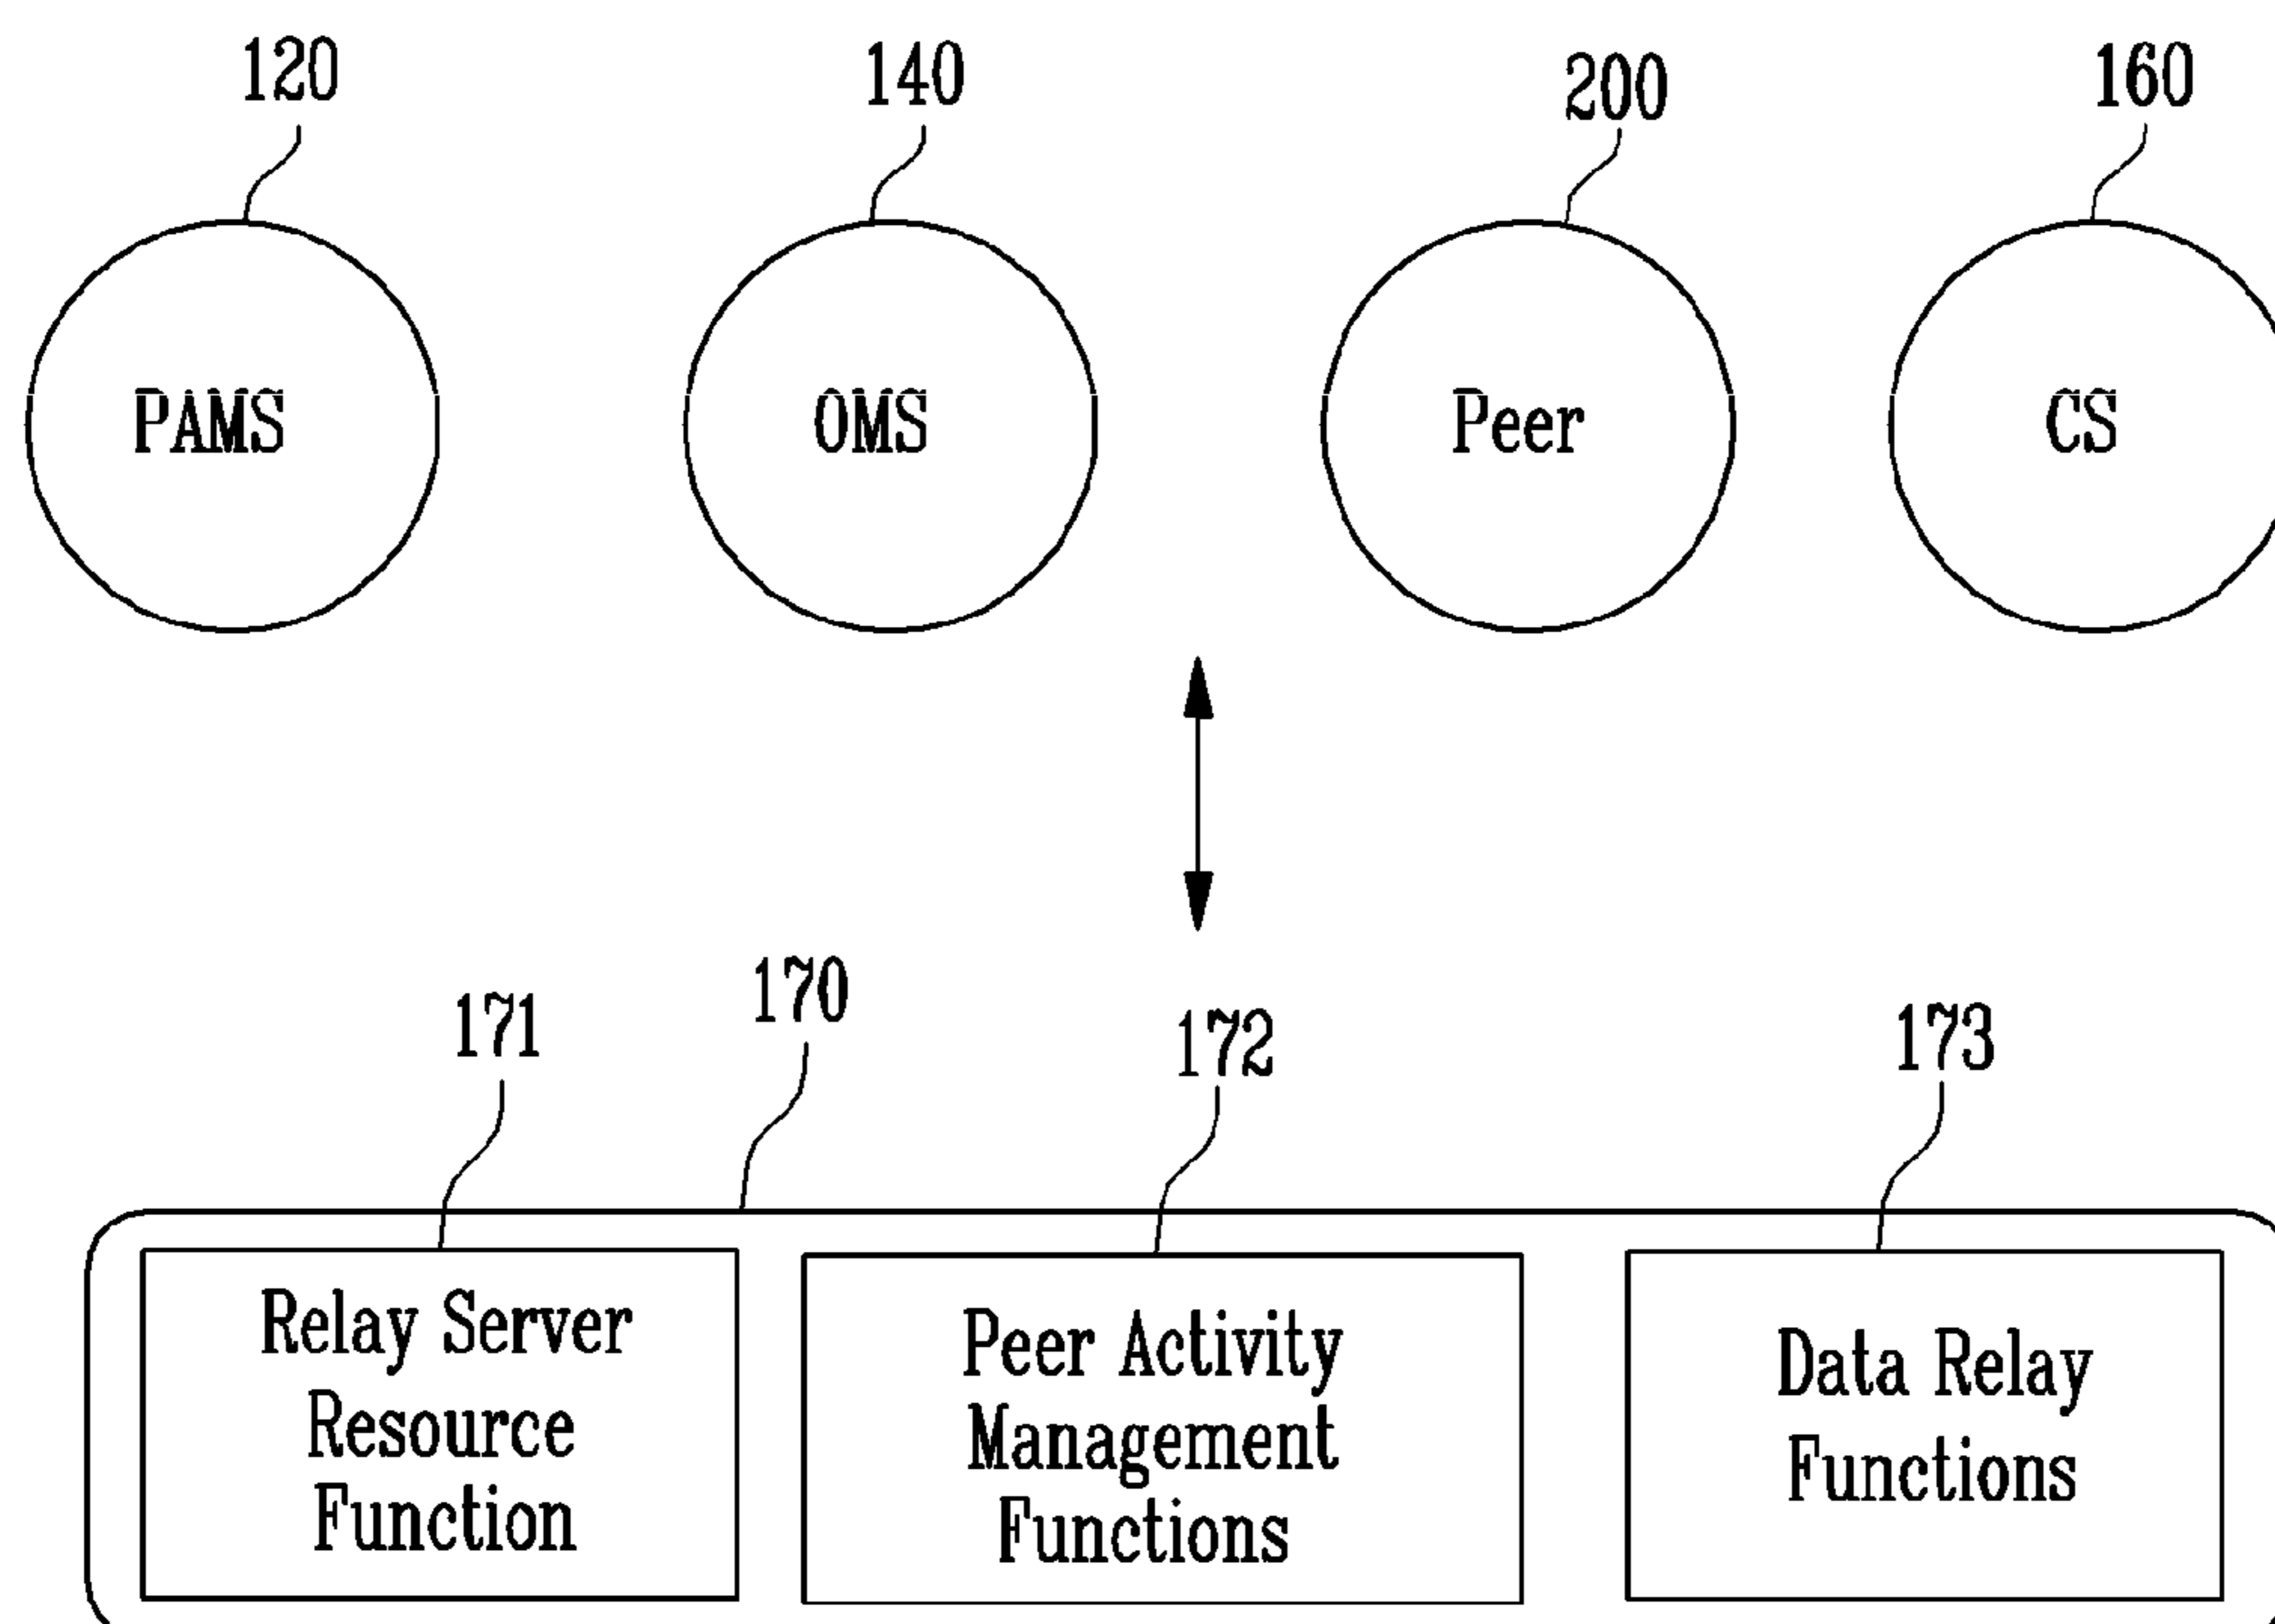 120
140
200
160
PAMS
OMS
Peer
CS
170
171
172
173
Relay Server
Resource
Function
Peer Activity
Management
Functions
Data Relay
Functions